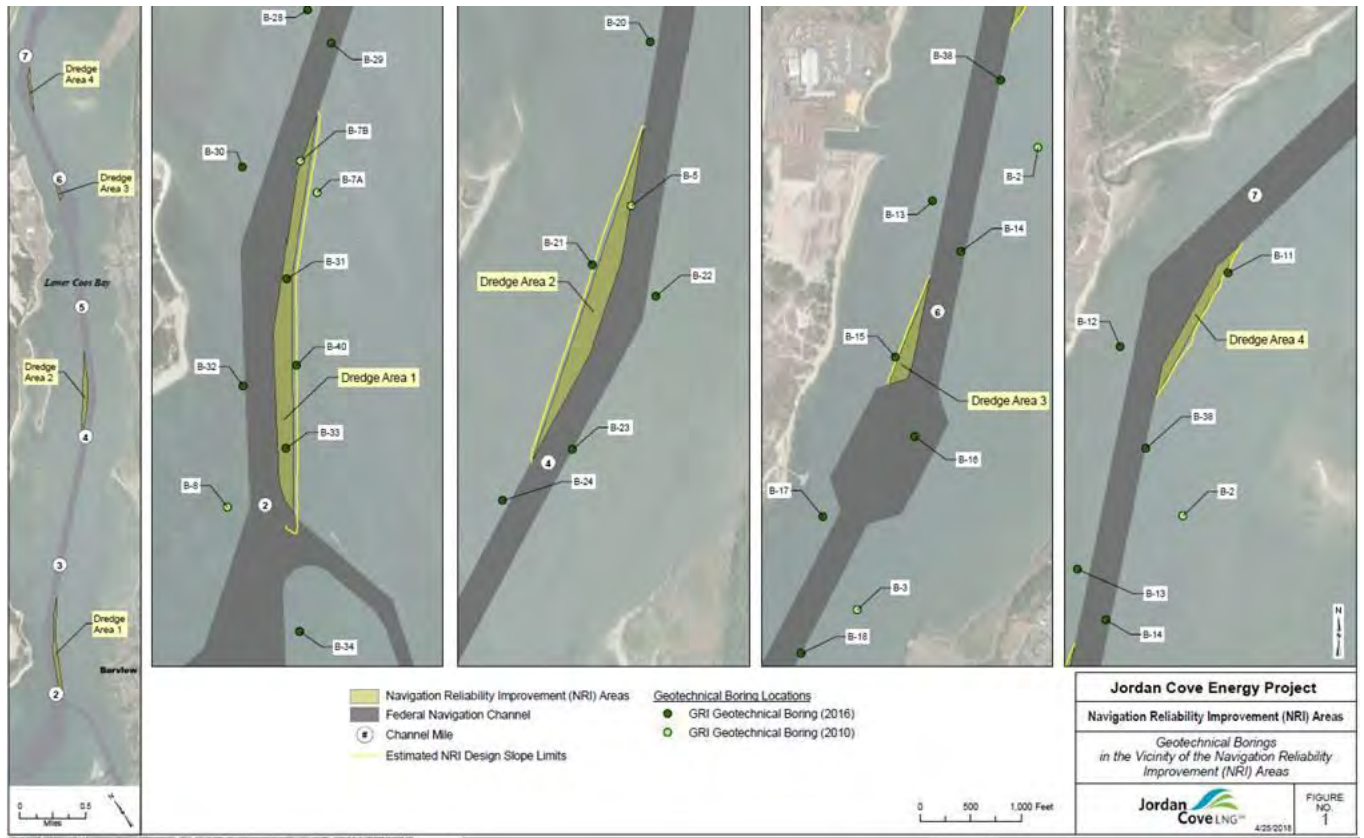 7
Dredge
Area 4
6
Dredge
Area 3
Lower Coos Bay
5
Dredge
Area 2
4
3
Dredge
Area 1
Barview
2
0 0.5
Miles
B-28
B-29
B-7B
B-30
B-7A
B-31
B-40
B-32
Dredge Area 1
B-33
B-8
2
B-34
B-20
B-5
B-21
B-22
Dredge Area 2
B-23
4
B-24
B-38
B-2
B-13
B-14
6
B-15
Dredge Area 3
B-16
B-17
B-3
B-18
7
B-11
B-12
Dredge Area 4
B-38
B-2
B-13
B-14
N
Navigation Reliability Improvement (NRI) Areas
Federal Navigation Channel
# Channel Mile
Estimated NRI Design Slope Limits
Geotechnical Boring Locations
GRI Geotechnical Boring (2016)
GRI Geotechnical Boring (2010)
0 500 1,000 Feet
Jordan Cove Energy Project
Navigation Reliability Improvement (NRI) Areas
Geotechnical Borings
in the Vicinity of the Navigation Reliability
Improvement (NRI) Areas
Jordan
Cove LNG
4/28/2018
FIGURE
NO.
1